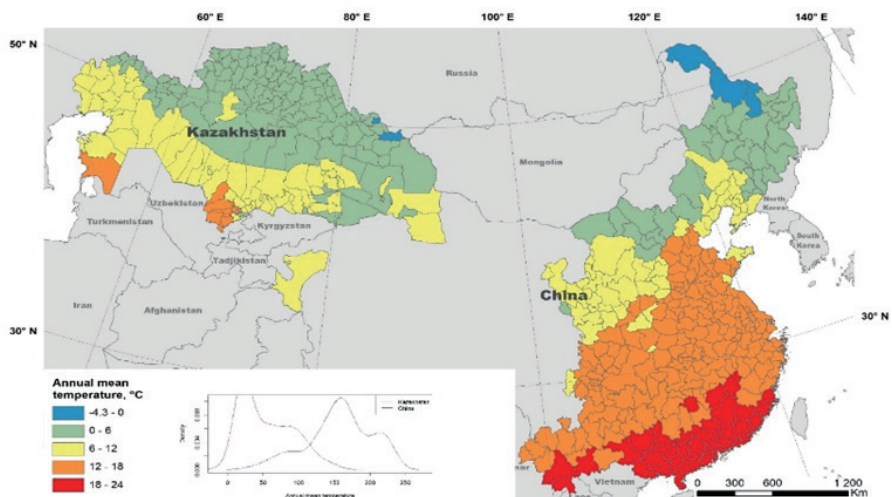 60° E
80° E
100° E
120° E
140° E
50° N
50° N
Russia
Kazakhstan
Mongolia
Uzbekistan
North
Korea
Turkmenistan
Kyrgyzstan
South
Korea
Tadjikistan
China
Iran
Afghanistan
30° N
30° N
Annual mean
temperature, °C
-4.3 - 0
0 - 6
6 - 12
12 - 18
18 - 24
Kazakhstan
China
Density
0 50 100 150 200 250
Annual mean temperature
Vietnam
0 300 600 1 200
Km